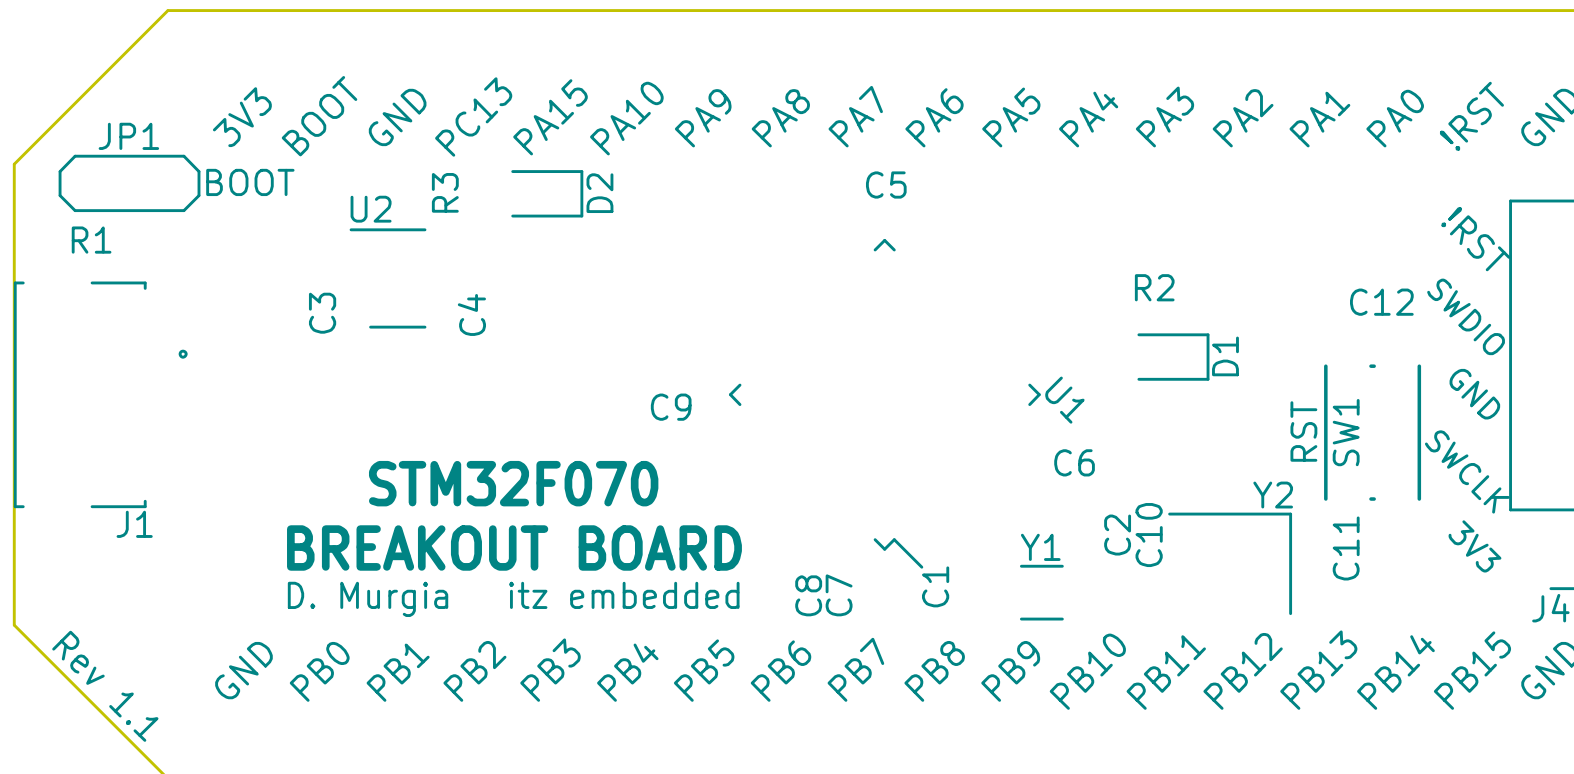 3V3
BOOT
GND
PC13
PA15
PA10
PA9
PA8
PA7
PA6
PA5
PA4
PA3
PA2
PA1
PA0
!RST
GND
JP1
BOOT
R1
U2
R3
D2
C5
!RST
SWDIO
GND
SWCLK
3V3
C3
C4
R2
D1
C12
C9
U1
C6
RST
SW1
Y2
J1
STM32F070
BREAKOUT BOARD
D. Murgia itz embedded
C8
C7
C1
Y1
C2
C10
C11
J4
Rev 1.1
GND
PB0
PB1
PB2
PB3
PB4
PB5
PB6
PB7
PB8
PB9
PB10
PB11
PB12
PB13
PB14
PB15
GND